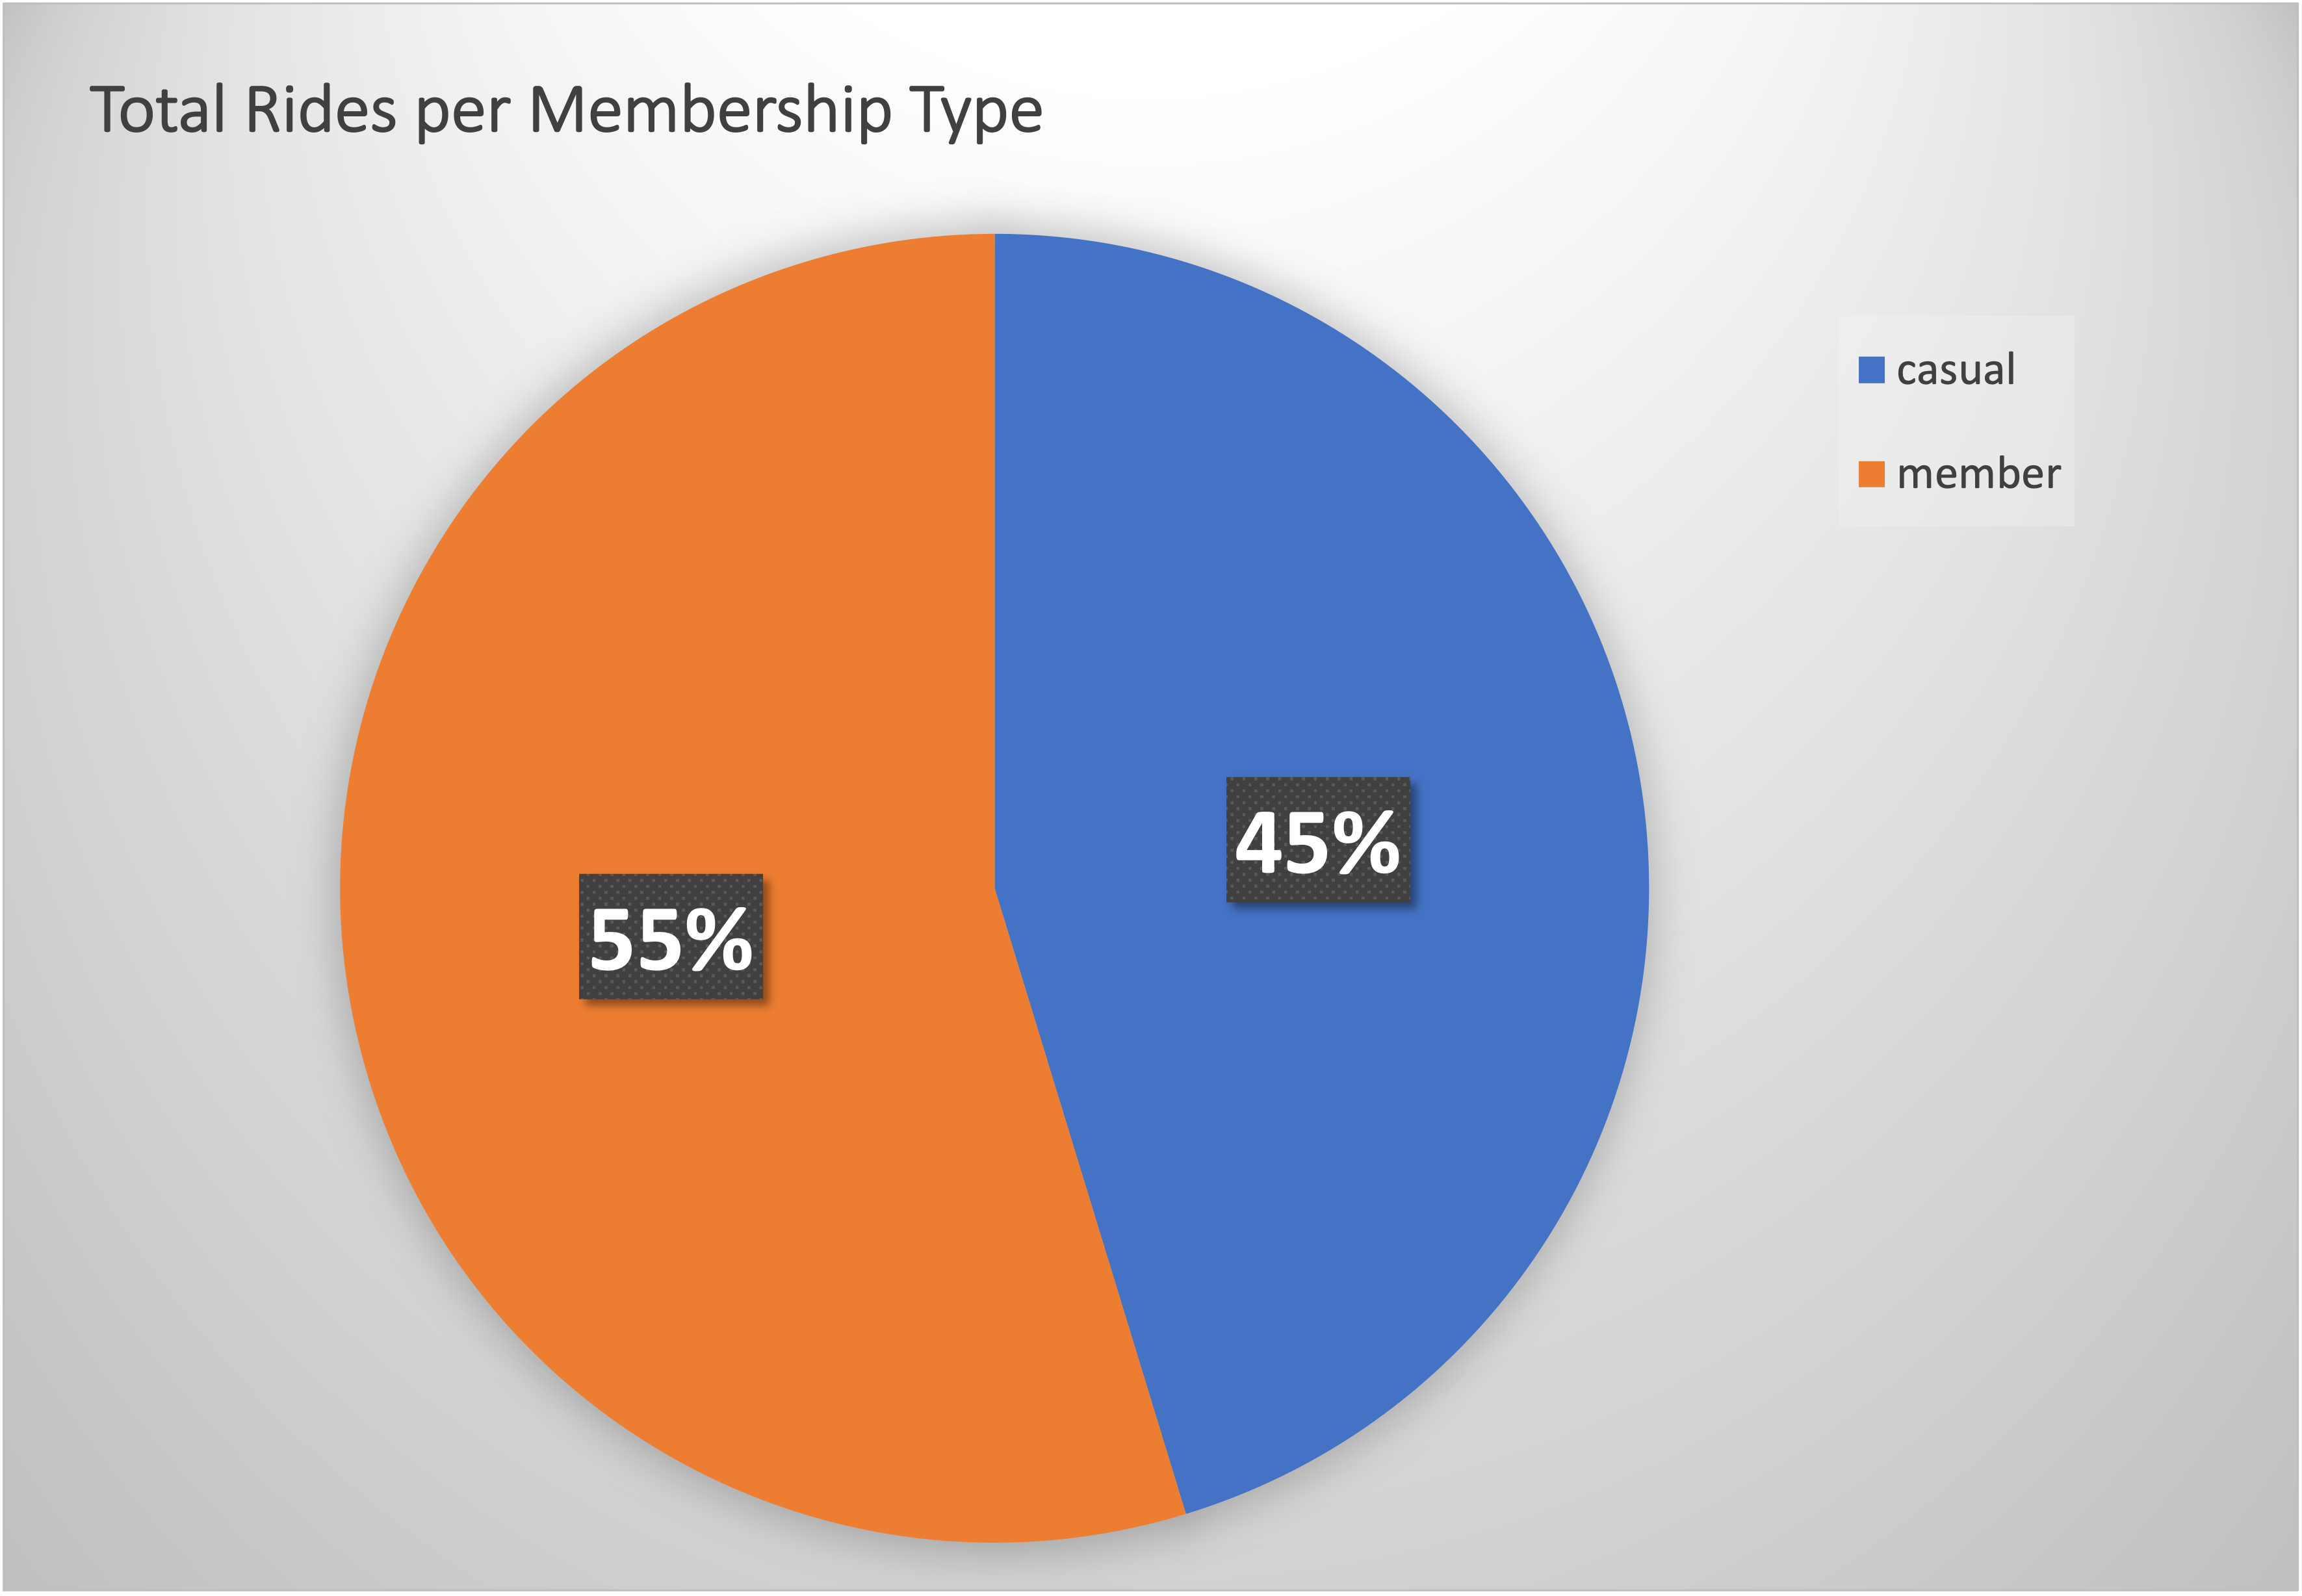 Total Rides per Membership Type
casual
member
45%
55%